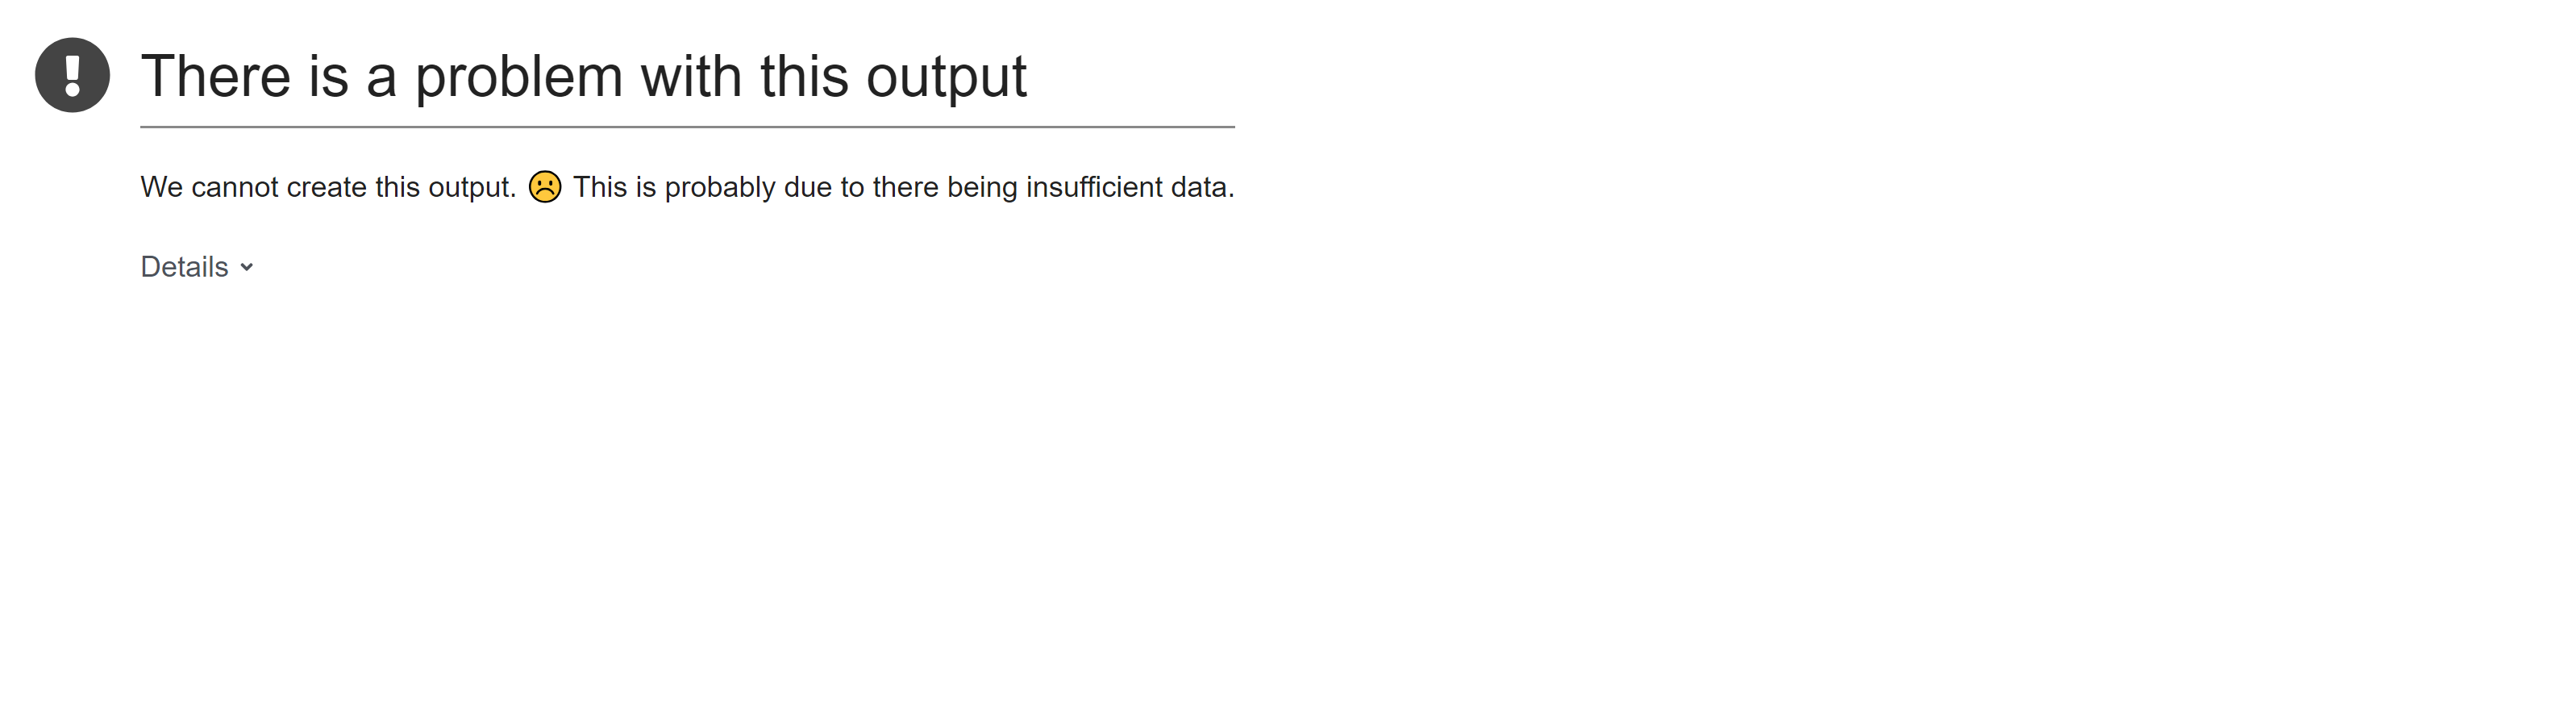 There is a problem with this output
We cannot create this output. ☹️ This is probably due to there being insufficient data.
Details